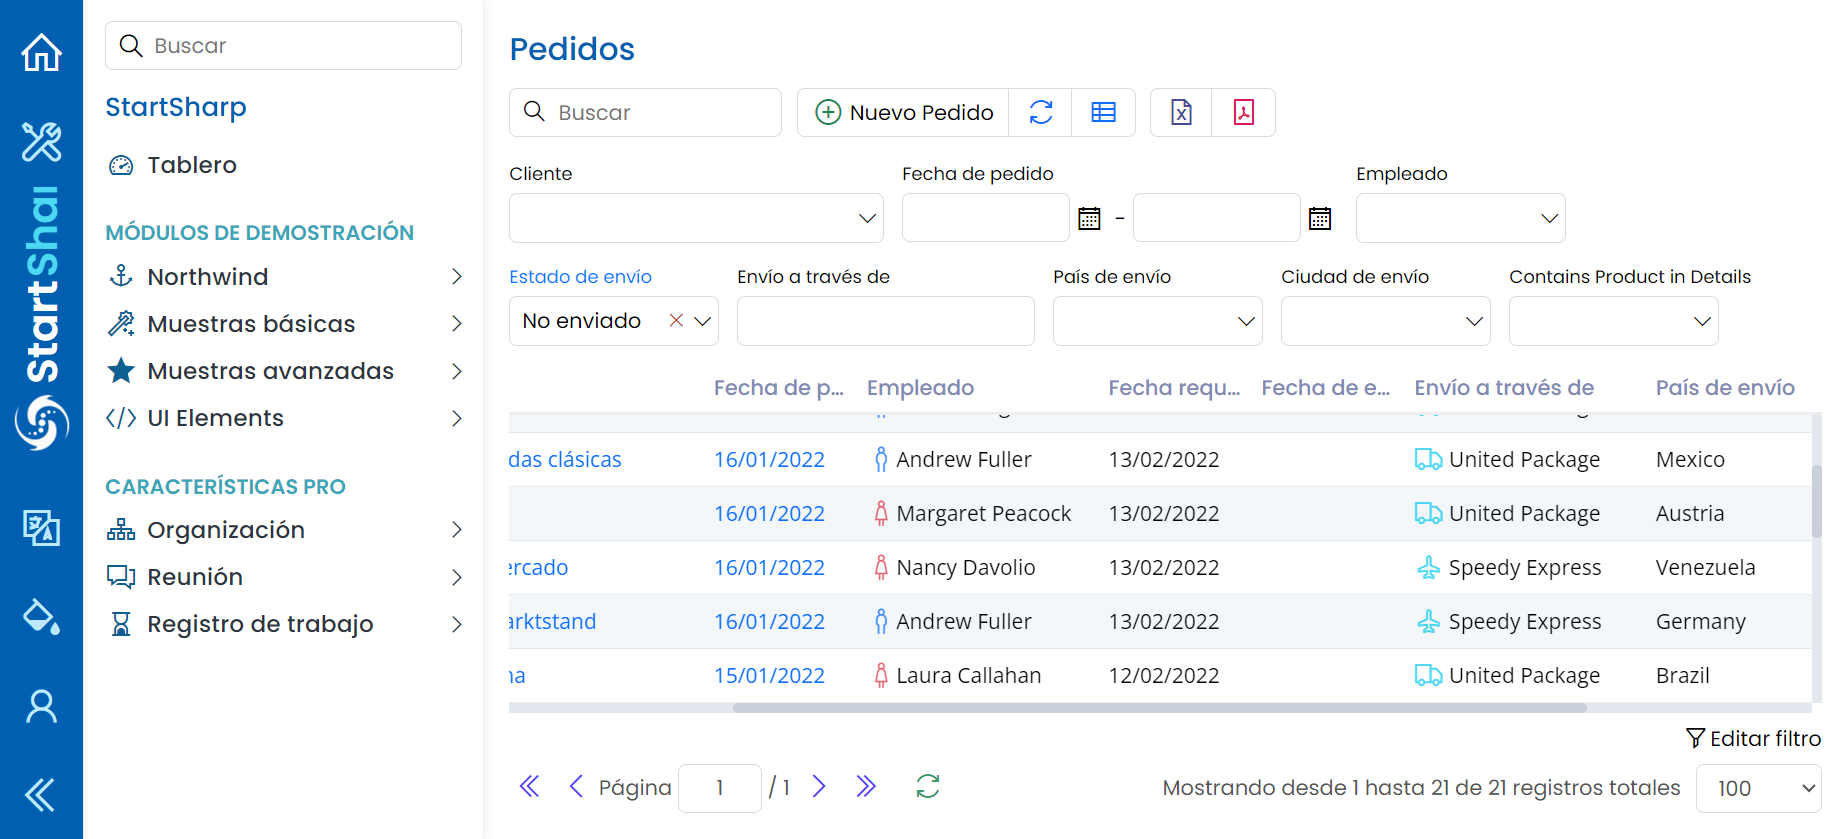 StartShar
Buscar
StartSharp
Tablero
MÓDULOS DE DEMOSTRACIÓN
Northwind
Muestras básicas
Muestras avanzadas
UI Elements
CARACTERÍSTICAS PRO
Organización
Reunión
Registro de trabajo
Pedidos
Buscar
Nuevo Pedido
Cliente
Fecha de pedido
Empleado
-
Estado de envío
Envío a través de
País de envío
Ciudad de envío
Contains Product in Details
No enviado
Fecha de p... Empleado Fecha requ... Fecha de e... Envío a través de País de envío
das clásicas 16/01/2022 Andrew Fuller 13/02/2022 United Package Mexico
16/01/2022 Margaret Peacock 13/02/2022 United Package Austria
ercado 16/01/2022 Nancy Davolio 13/02/2022 Speedy Express Venezuela
arktstand 16/01/2022 Andrew Fuller 13/02/2022 Speedy Express Germany
na 15/01/2022 Laura Callahan 12/02/2022 United Package Brazil
Editar filtro
Página 1 / 1
Mostrando desde 1 hasta 21 de 21 registros totales 100